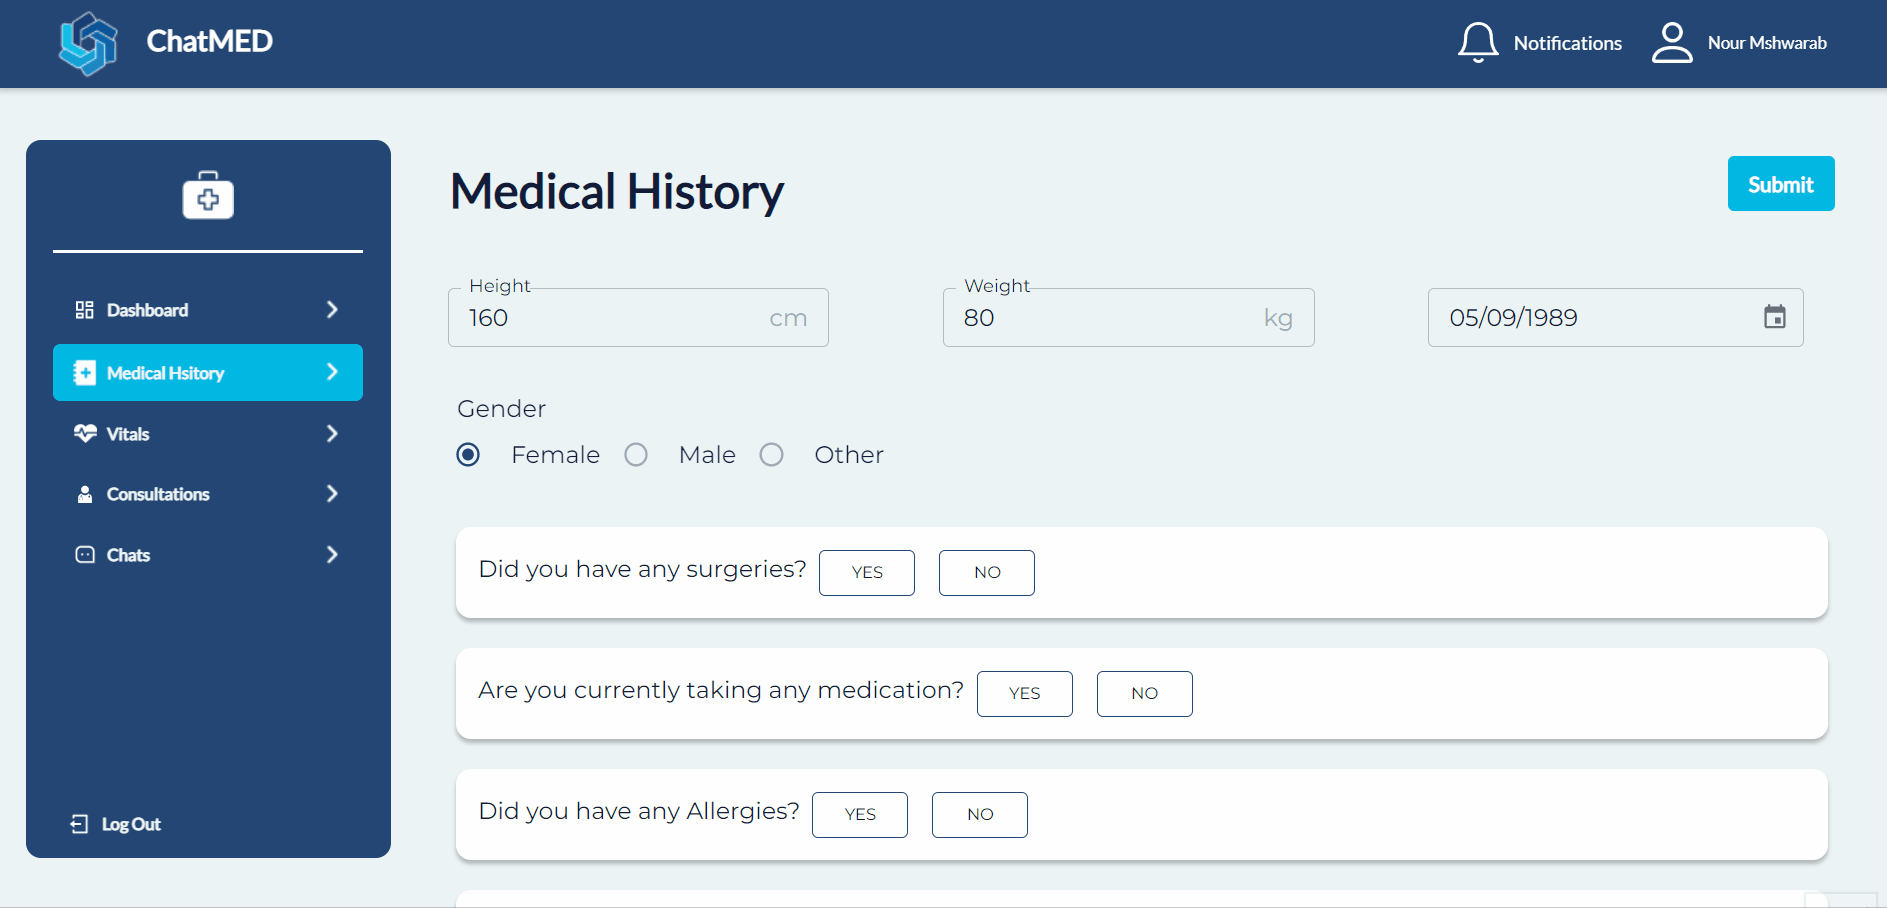 ChatMED
Notifications
Nour Mshwarab
Dashboard
Medical Hsitory
Vitals
Consultations
Chats
Log Out
Medical History
Submit
Height
160 cm
Weight
80 kg
05/09/1989
Gender
Female
Male
Other
Did you have any surgeries? YES NO
Are you currently taking any medication? YES NO
Did you have any Allergies? YES NO